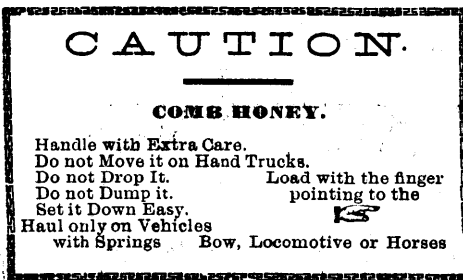 CAUTION.
COMB HONEY.
Handle with Extra Care.
Do not Move it on Hand Trucks.
Do not Drop It. Load with the finger
Do not Dump it. pointing to the
Set it Down Easy.
Haul only on Vehicles
with Springs Bow, Locomotive or Horses